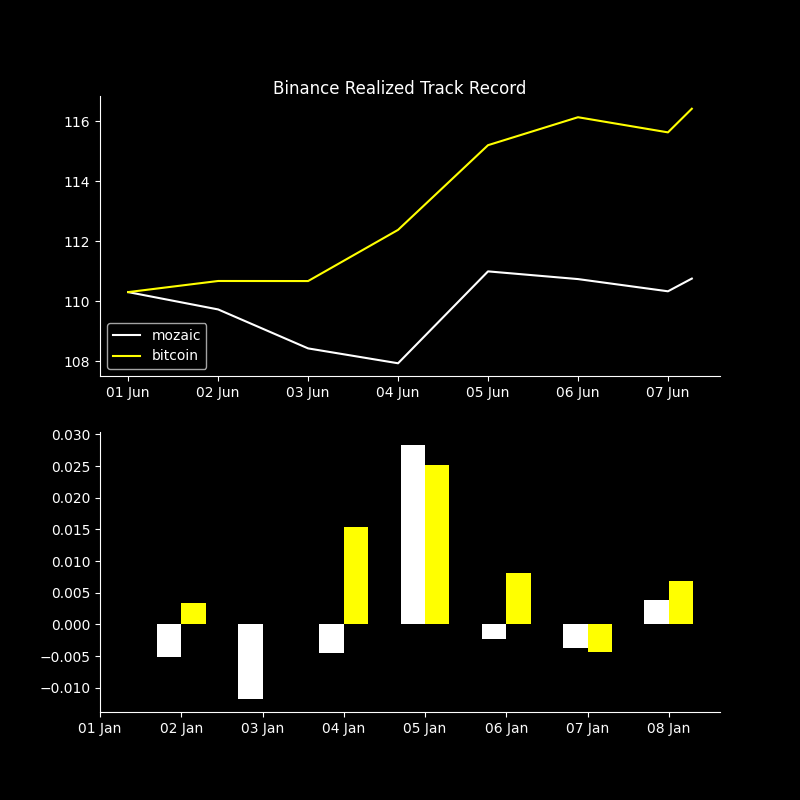 Binance Realized Track Record
116
114
112
110
108
mozaic
bitcoin
01 Jun 02 Jun 03 Jun 04 Jun 05 Jun 06 Jun 07 Jun
0.030
0.025
0.020
0.015
0.010
0.005
0.000
−0.005
−0.010
01 Jan 02 Jan 03 Jan 04 Jan 05 Jan 06 Jan 07 Jan 08 Jan